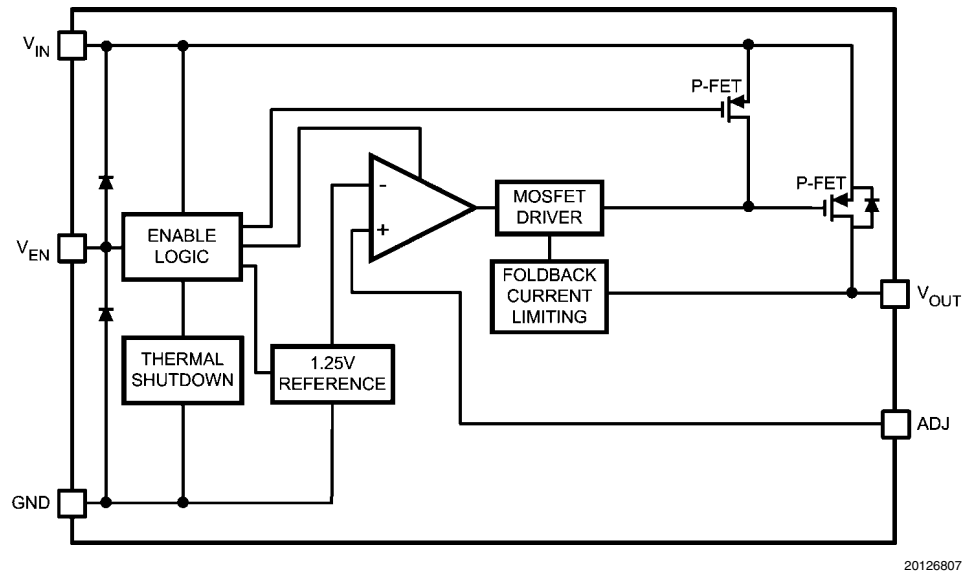 VIN
P-FET
P-FET
-
MOSFET
DRIVER
ENABLE
LOGIC
+
VEN
FOLDBACK
CURRENT
LIMITING
VOUT
THERMAL
SHUTDOWN
1.25V
REFERENCE
ADJ
GND
20126807